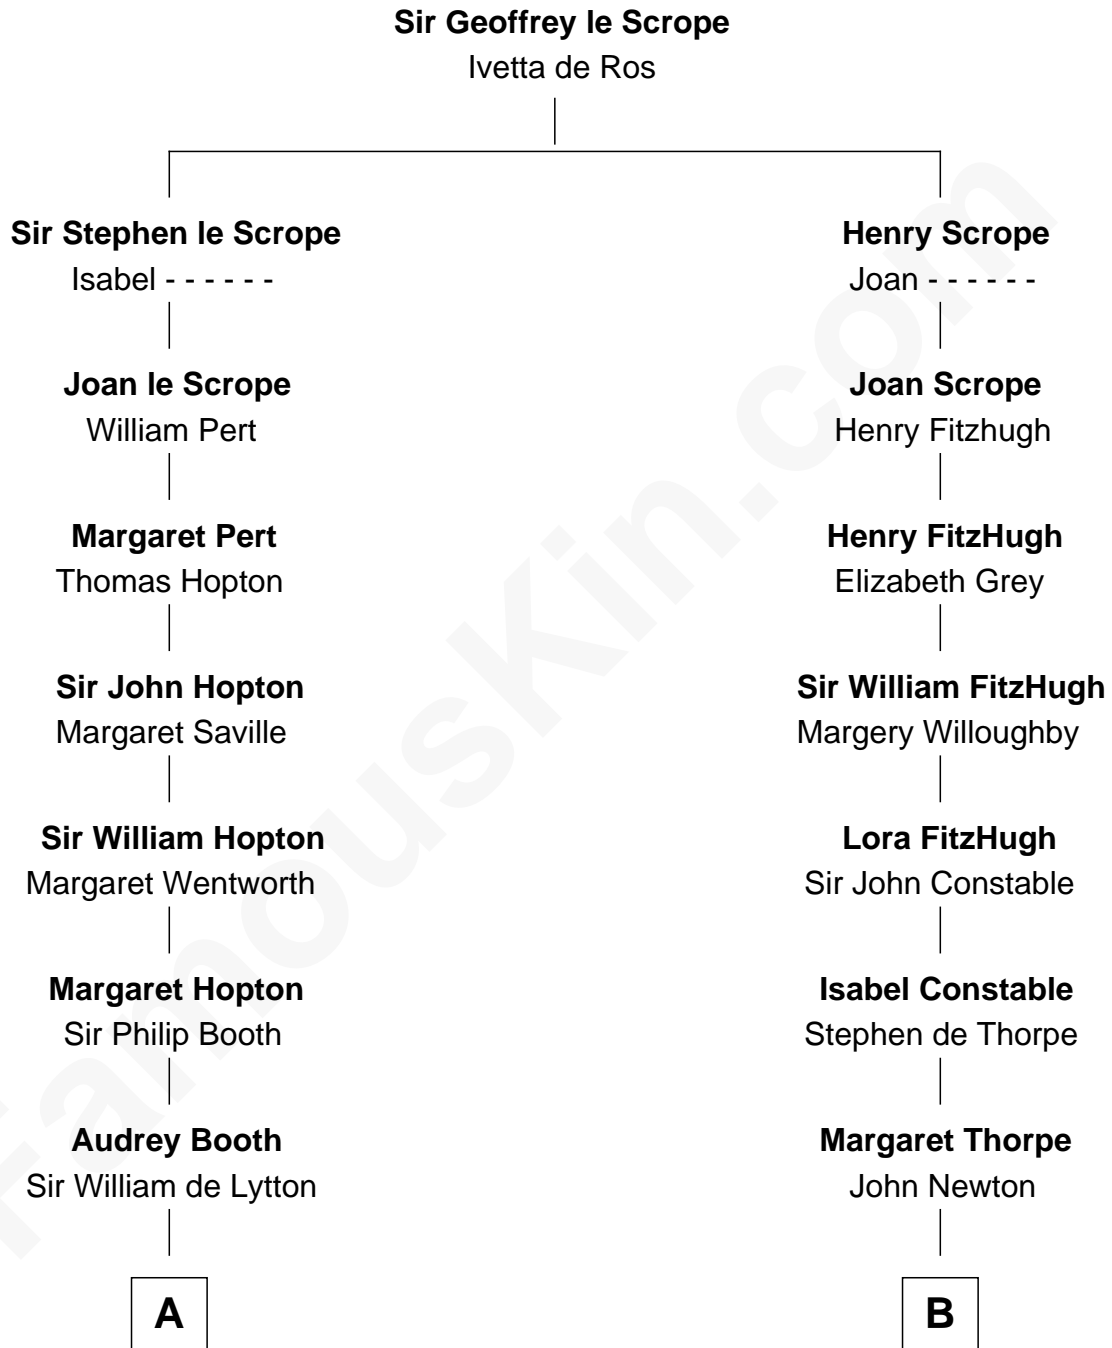 Sir Geoffrey le Scrope
Ivetta de Ros
Sir Stephen le Scrope
Isabel - - - - - -
Joan le Scrope
William Pert
Margaret Pert
Thomas Hopton
Sir John Hopton
Margaret Saville
Sir William Hopton
Margaret Wentworth
Margaret Hopton
Sir Philip Booth
Audrey Booth
Sir William de Lytton
A
Henry Scrope
Joan - - - - - -
Joan Scrope
Henry Fitzhugh
Henry FitzHugh
Elizabeth Grey
Sir William FitzHugh
Margery Willoughby
Lora FitzHugh
Sir John Constable
Isabel Constable
Stephen de Thorpe
Margaret Thorpe
John Newton
B
FamousKin.com